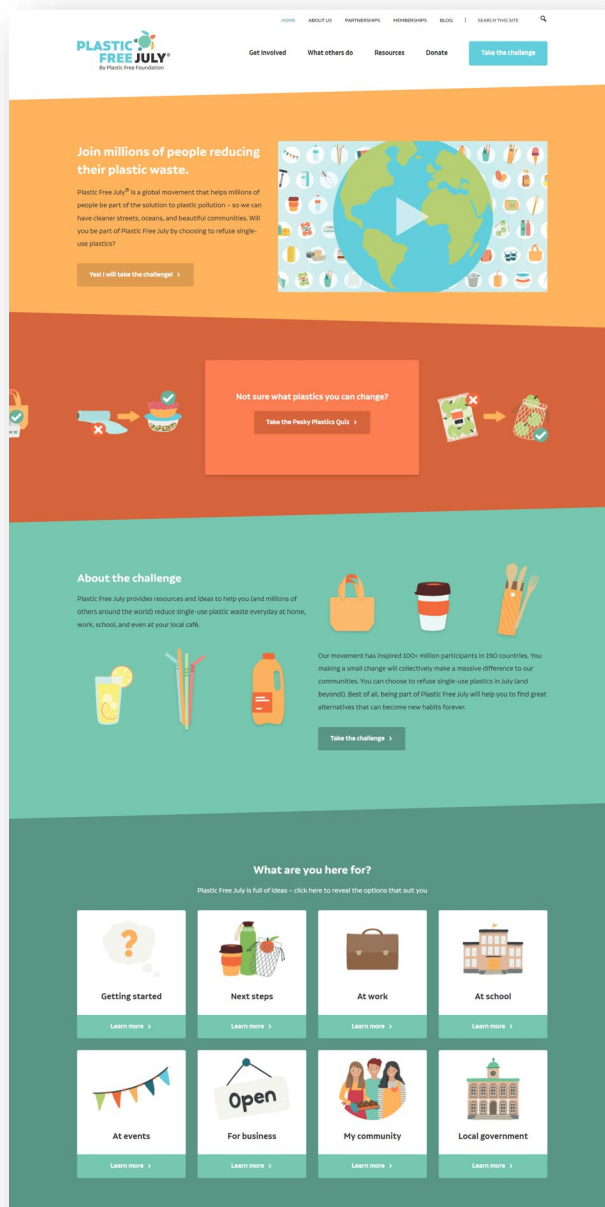 HOME ABOUT US PARTNERSHIPS MEMBERSHIPS BLOG | SEARCH THIS SITE
PLASTIC
FREE JULY®
By Plastic Free Foundation
Get involved What others do Resources Donate Take the challenge
Join millions of people reducing
their plastic waste.
Plastic Free July® is a global movement that helps millions of
people be part of the solution to plastic pollution – so we can
have cleaner streets, oceans, and beautiful communities. Will
you be part of Plastic Free July by choosing to refuse single-
use plastics?
Yes! I will take the challenge! >
Not sure what plastics you can change?
Take the Pesky Plastics Quiz >
About the challenge
Plastic Free July provides resources and ideas to help you (and millions of
others around the world) reduce single-use plastic waste everyday at home,
work, school, and even at your local café.
Our movement has inspired 100+ million participants in 190 countries. You
making a small change will collectively make a massive difference to our
communities. You can choose to refuse single-use plastics in July (and
beyond!). Best of all, being part of Plastic Free July will help you to find great
alternatives that can become new habits forever.
Take the challenge >
What are you here for?
Plastic Free July is full of ideas – click here to reveal the options that suit you
?
Getting started
Learn more >
Next steps
Learn more >
At work
Learn more >
At school
Learn more >
At events
Learn more >
Open
For business
Learn more >
My community
Learn more >
Local government
Learn more >